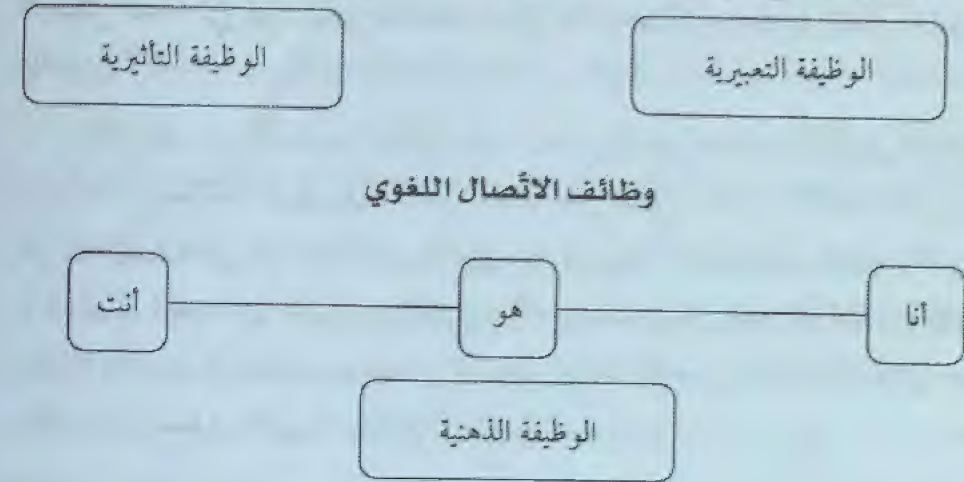 الوظيفة التعبيرية
الوظيفة التأثيرية
وظائف الاتّصال اللغوي
أنا
هو
أنت
الوظيفة الذهنية